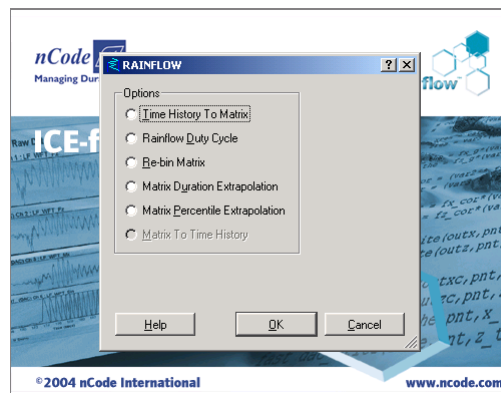 nCode
Managing Dur
flow™
ICE-f
RAINFLOW
Options
Time History To Matrix
Rainflow Duty Cycle
Re-bin Matrix
Matrix Duration Extrapolation
Matrix Percentile Extrapolation
Matrix To Time History
Help
OK
Cancel
©2004 nCode International
www.ncode.com